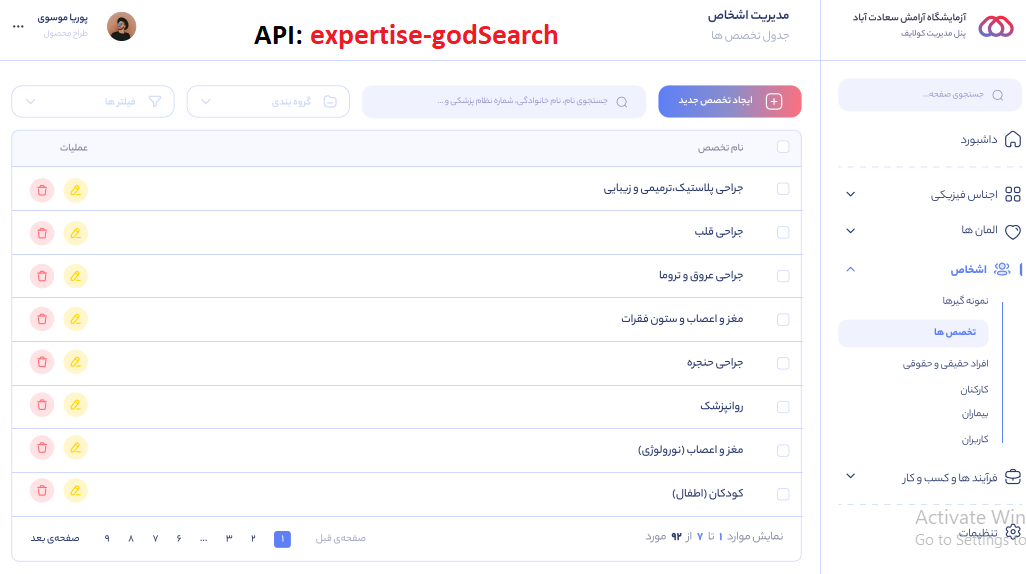 آزمایشگاه آرامش سعادت آباد
پنل مدیریت کولایف
مدیریت اشخاص
جدول تخصص ها
API: expertise-godSearch
پوریا موسوی
طراح محصول
جستجوی صفحه...
داشبورد
اجناس فیزیکی
المان ها
اشخاص
نمونه گیرها
تخصص ها
افراد حقیقی و حقوقی
کارکنان
بیماران
کاربران
فرآیند ها و کسب و کار
تنظیمات
ایجاد تخصص جدید
جستجوی نام، نام خانوادگی، شماره نظام پزشکی و ...
گروه بندی
فیلتر ها
نام تخصص
عملیات
جراحی پلاستیک،ترمیمی و زیبایی
جراحی قلب
جراحی عروق و تروما
مغز و اعصاب و ستون فقرات
جراحی حنجره
روانپزشک
مغز و اعصاب (نورولوژی)
کودکان (اطفال)
نمایش موارد ۱ تا ۷ از ۹۲ مورد
صفحه‌ی قبل ۱ ۲ ۳ ... ۶ ۷ ۸ ۹ صفحه‌ی بعد
Activate Win
Go to Settings to